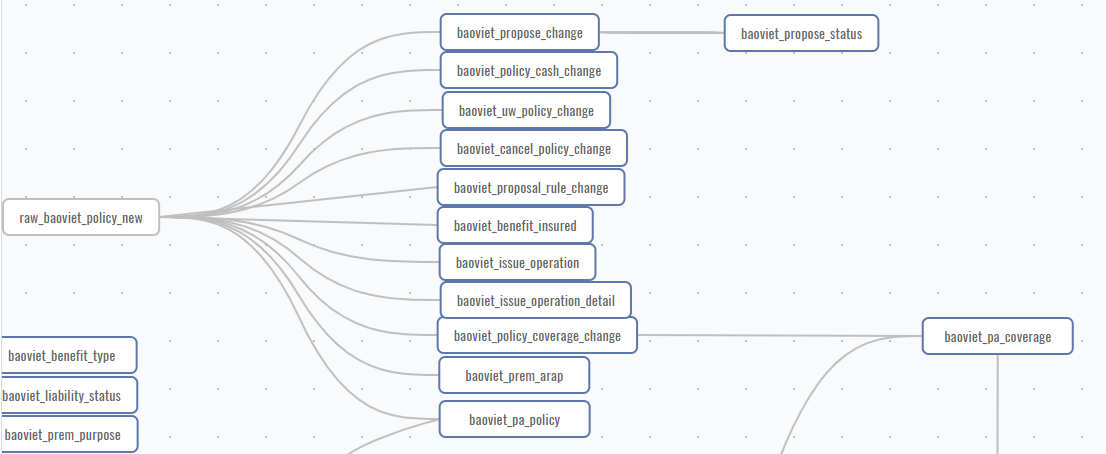 baoviet_propose_change
baoviet_propose_status
baoviet_policy_cash_change
baoviet_uw_policy_change
baoviet_cancel_policy_change
baoviet_proposal_rule_change
raw_baoviet_policy_new
baoviet_benefit_insured
baoviet_issue_operation
baoviet_issue_operation_detail
baoviet_policy_coverage_change
baoviet_pa_coverage
baoviet_benefit_type
baoviet_prem_arap
baoviet_liability_status
baoviet_pa_policy
baoviet_prem_purpose